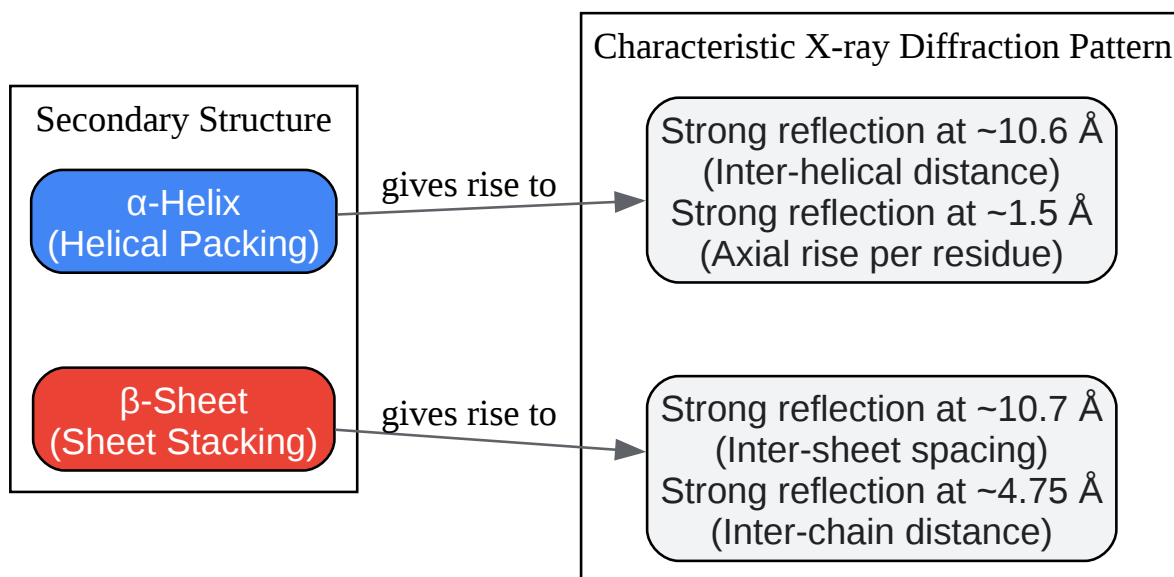 Characteristic X-ray Diffraction Pattern
Secondary Structure
α-Helix
(Helical Packing)
gives rise to
Strong reflection at ~10.6 Å
(Inter-helical distance)
Strong reflection at ~1.5 Å
(Axial rise per residue)
β-Sheet
(Sheet Stacking)
gives rise to
Strong reflection at ~10.7 Å
(Inter-sheet spacing)
Strong reflection at ~4.75 Å
(Inter-chain distance)